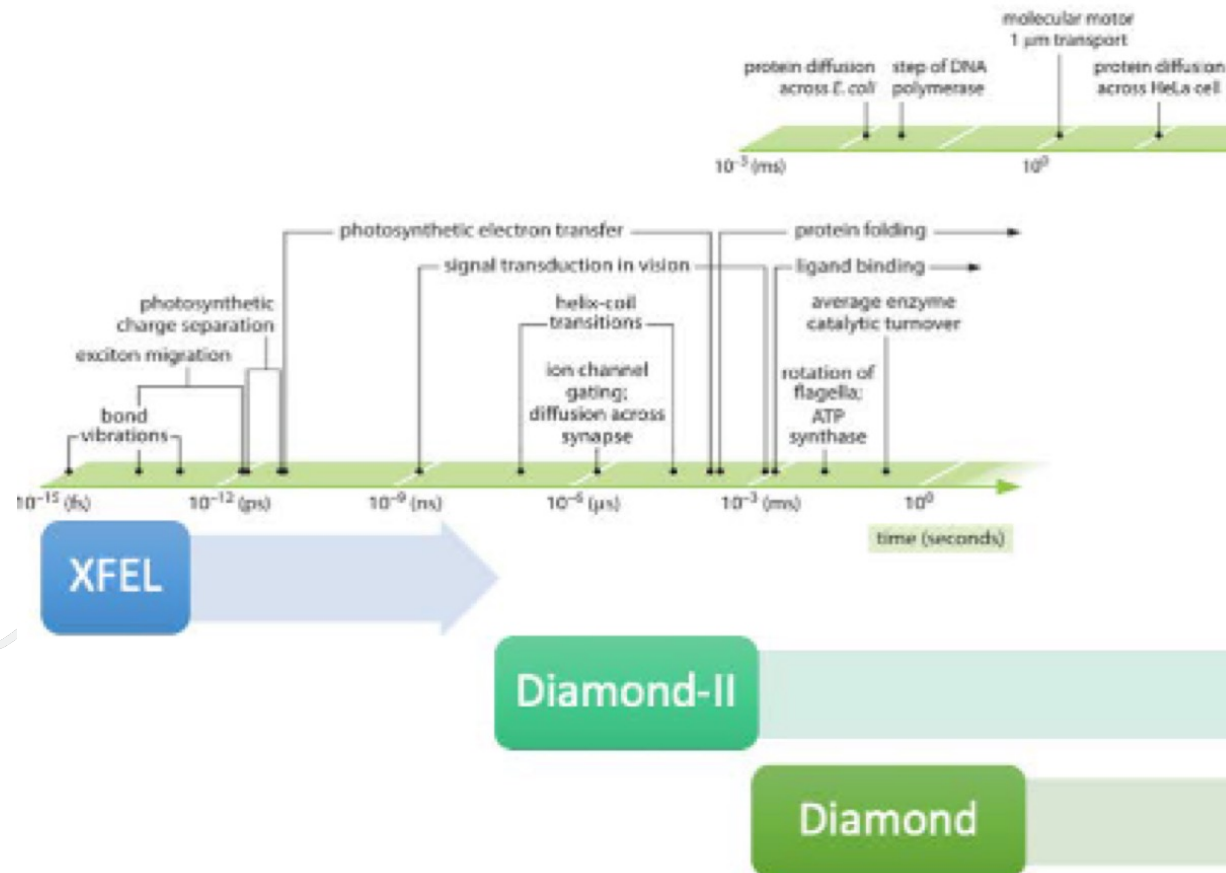 molecular motor
1 μm transport
protein diffusion
across E. coli
step of DNA
polymerase
protein diffusion
across HeLa cell
10⁻³ (ms)
10⁰
photosynthetic electron transfer
protein folding
signal transduction in vision
ligand binding
photosynthetic
charge separation
helix-coil
transitions
average enzyme
catalytic turnover
exciton migration
ion channel
gating;
diffusion across
synapse
rotation of
flagella;
ATP
synthase
bond
vibrations
10⁻¹⁵ (fs)
10⁻¹² (ps)
10⁻⁹ (ns)
10⁻⁶ (μs)
10⁻³ (ms)
10⁰
time (seconds)
XFEL
Diamond-II
Diamond